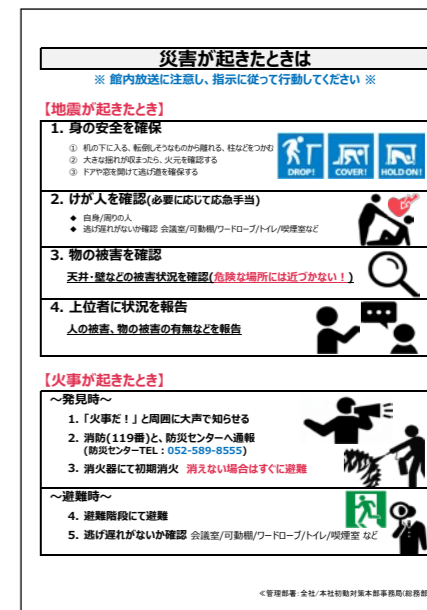 災害が起きたときは
※ 館内放送に注意し、指示に従って行動してください ※
【地震が起きたとき】
1. 身の安全を確保
① 机の下に入る、転倒しそうなものから離れる、柱などをつかむ
② 大きな揺れが収まったら、火元を確認する
③ ドアや窓を開けて逃げ道を確保する
DROP! COVER! HOLD ON!
2. けが人を確認(必要に応じて応急手当)
◆ 自身/周りの人
◆ 逃げ遅れがないか確認 会議室/可動棚/ワードローブ/トイレ/喫煙室など
3. 物の被害を確認
天井・壁などの被害状況を確認(危険な場所には近づかない！)
4. 上位者に状況を報告
人の被害、物の被害の有無などを報告
【火事が起きたとき】
～発見時～
1. 「火事だ！」と周囲に大声で知らせる
2. 消防(119番)と、防災センターへ通報
(防災センターTEL：052-589-8555)
3. 消火器にて初期消火 消えない場合はすぐに避難
～避難時～
4. 避難階段にて避難
5. 逃げ遅れがないか確認 会議室/可動棚/ワードローブ/トイレ/喫煙室 など
≪管理部署:全社/本社初動対策本部事務局(総務部